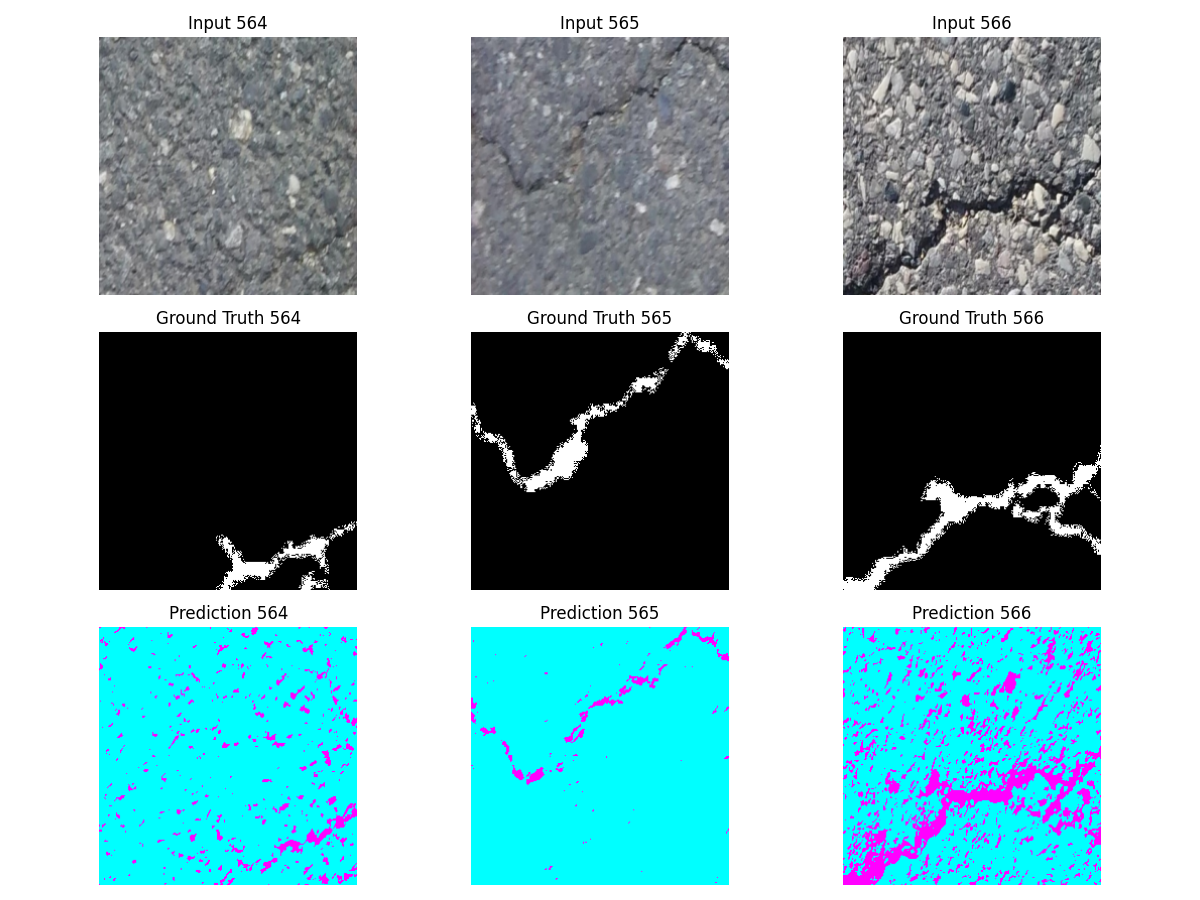 Input 564
Input 565
Input 566
Ground Truth 564
Ground Truth 565
Ground Truth 566
Prediction 564
Prediction 565
Prediction 566